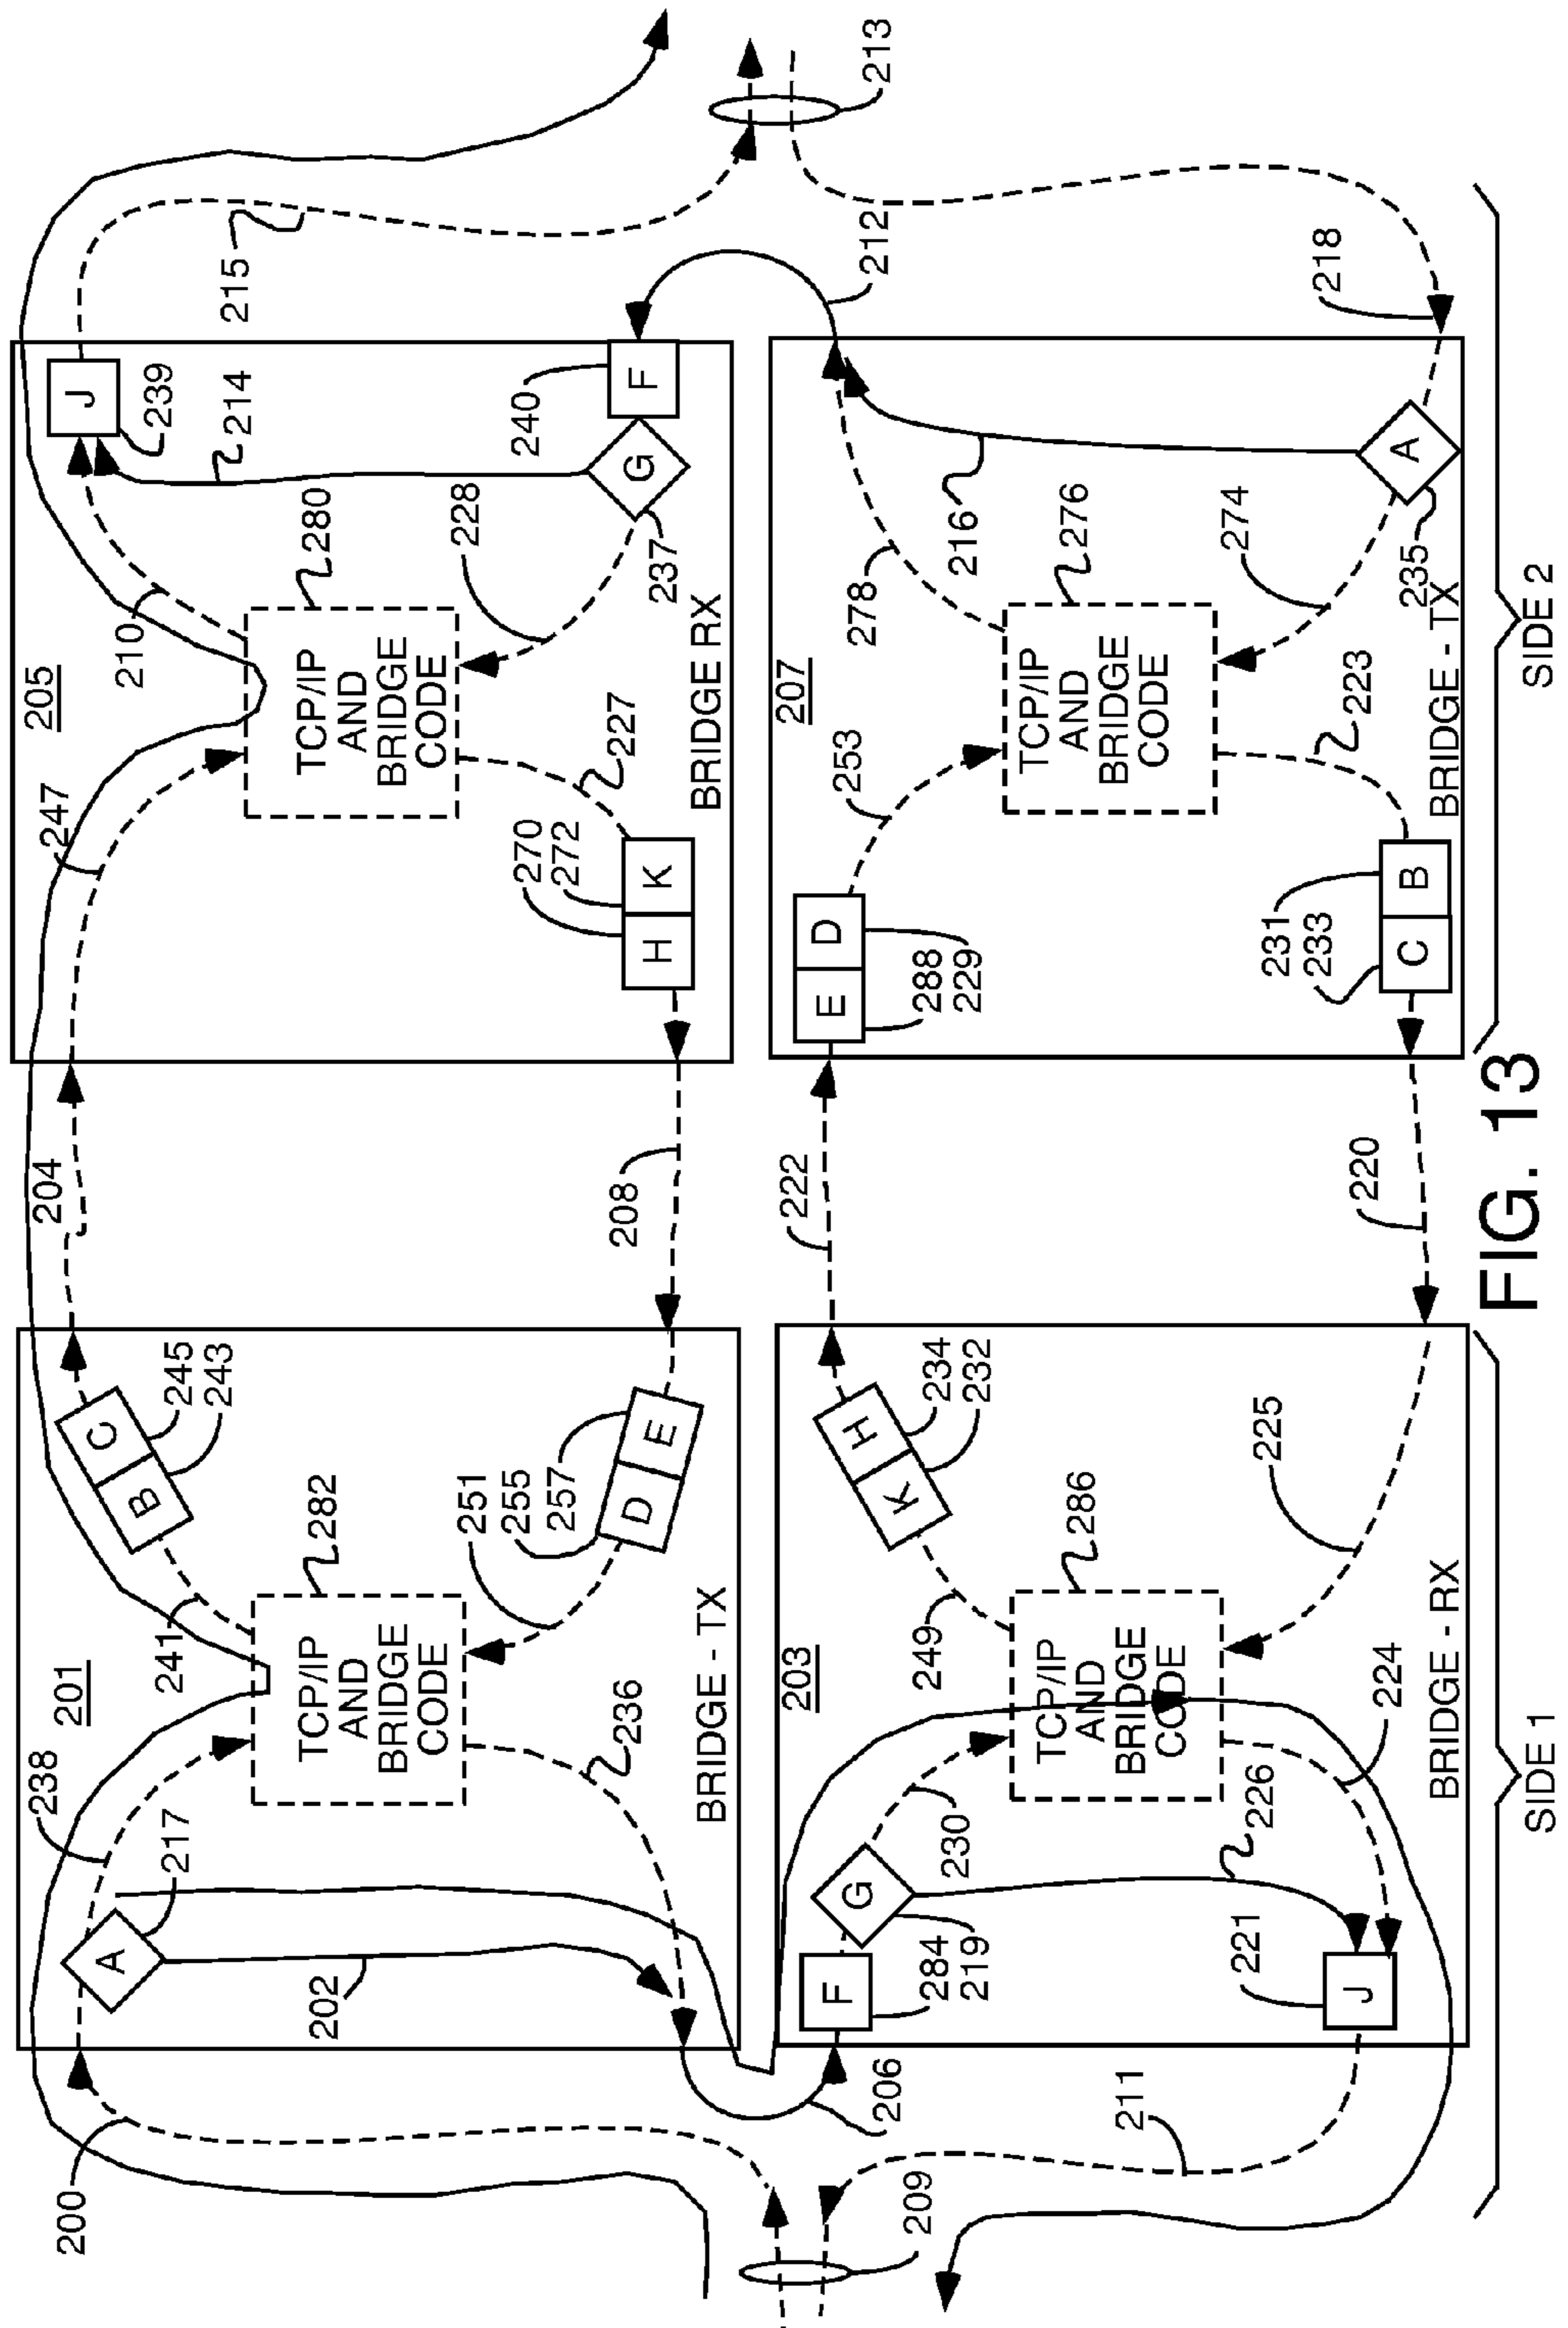 200
238
201
A
217
202
241
B
C
245
243
TCP/IP
AND
BRIDGE
CODE
282
251
255
257
D
E
236
BRIDGE - TX
204
208
247
205
210
J
239
215
214
TCP/IP
AND
BRIDGE
CODE
280
228
G
237
240
F
227
270
272
H
K
BRIDGE RX
213
212
209
206
203
F
G
284
219
230
249
K
H
234
232
TCP/IP
AND
BRIDGE
CODE
286
225
224
226
221
J
211
BRIDGE - RX
222
220
207
E
D
288
229
253
278
216
TCP/IP
AND
BRIDGE
CODE
276
274
A
235
223
231
233
C
B
218
BRIDGE - TX
SIDE 1
SIDE 2
FIG. 13